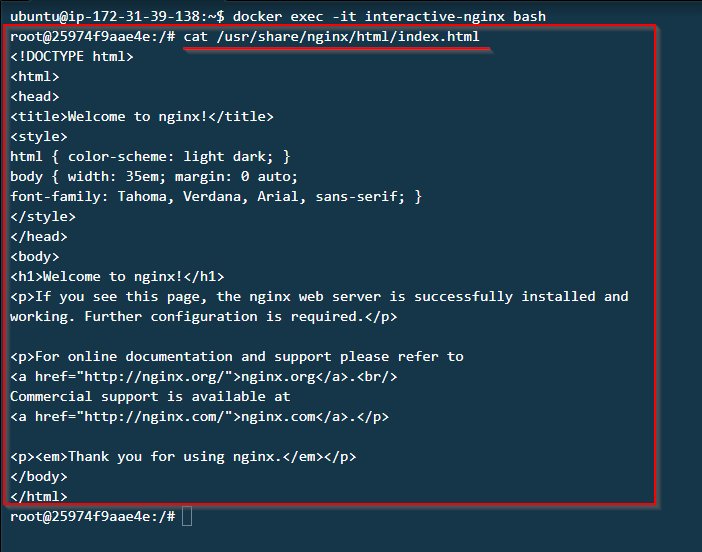 ubuntu@ip-172-31-39-138:~$ docker exec -it interactive-nginx bash
root@25974f9aae4e:/# cat /usr/share/nginx/html/index.html
<!DOCTYPE html>
<html>
<head>
<title>Welcome to nginx!</title>
<style>
html { color-scheme: light dark; }
body { width: 35em; margin: 0 auto;
font-family: Tahoma, Verdana, Arial, sans-serif; }
</style>
</head>
<body>
<h1>Welcome to nginx!</h1>
<p>If you see this page, the nginx web server is successfully installed and
working. Further configuration is required.</p>

<p>For online documentation and support please refer to
<a href="http://nginx.org/">nginx.org</a>.<br/>
Commercial support is available at
<a href="http://nginx.com/">nginx.com</a>.</p>

<p><em>Thank you for using nginx.</em></p>
</body>
</html>
root@25974f9aae4e:/#